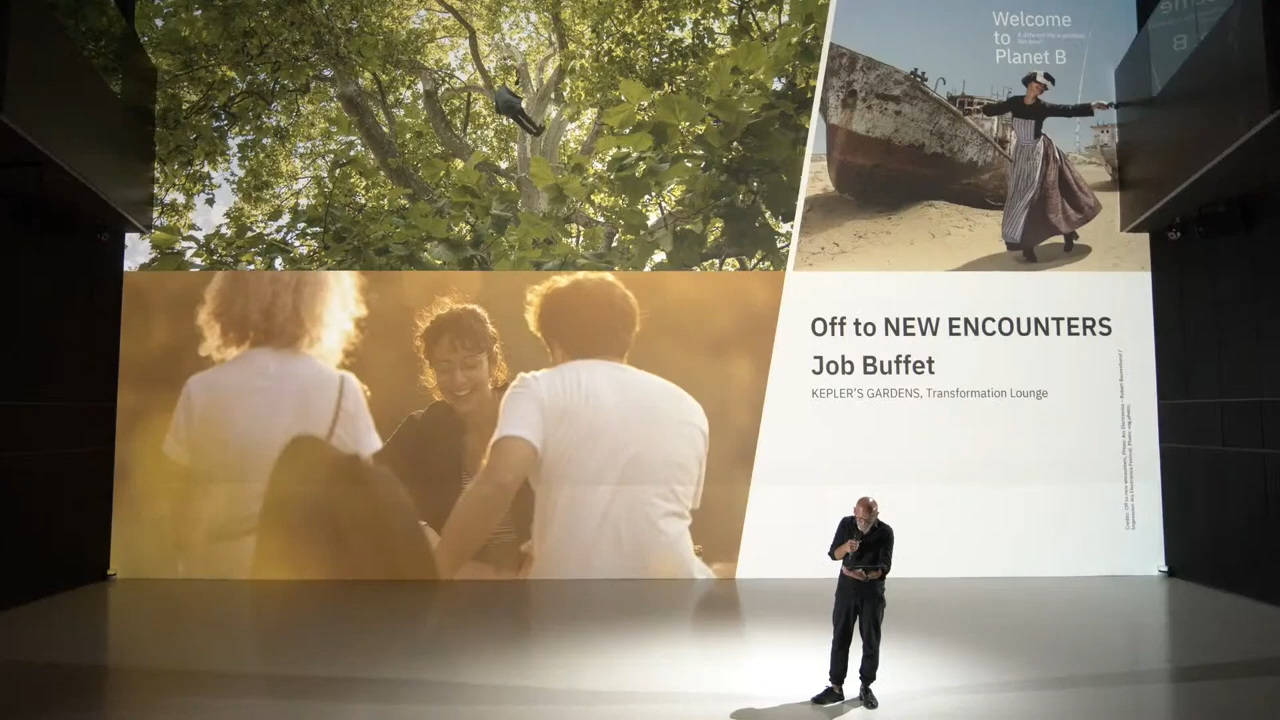 Welcome
to
Planet B
Off to NEW ENCOUNTERS
Job Buffet
KEPLER'S GARDENS, Transformation Lounge